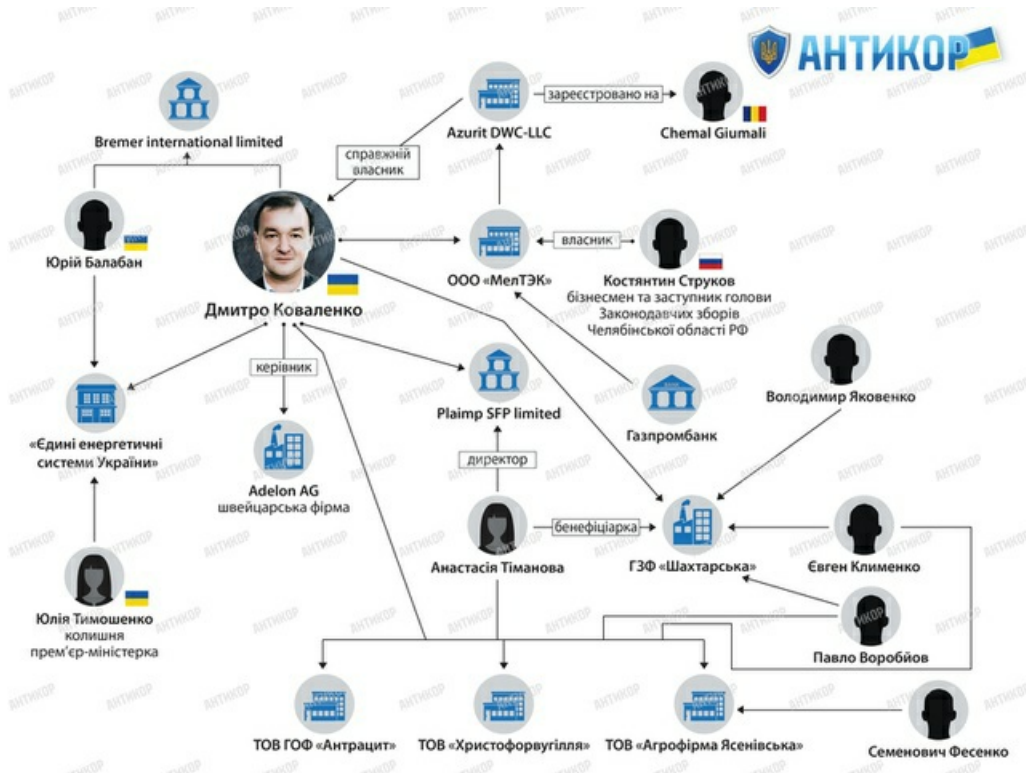 АНТИКОР
Bremer international limited
Azurit DWC-LLC
зареєстровано на
Chemal Giumali
справжній
власник
Юрій Балабан
Дмитро Коваленко
ООО «МелТЭК»
власник
Костянтин Струков
бізнесмен та заступник голови
Законодавчих зборів
Челябінської області РФ
керівник
Plaimp SFP limited
Газпромбанк
Володимир Яковенко
«Єдині енергетичні
системи України»
директор
Adelon AG
швейцарська фірма
Анастасія Тіманова
бенефіціарка
ГЗФ «Шахтарська»
Євген Клименко
Юлія Тимошенко
колишня
прем’єр-міністерка
Павло Воробйов
ТОВ ГОФ «Антрацит»
ТОВ «Христофорвугілля»
ТОВ «Агрофірма Ясенівська»
Семенович Фесенко